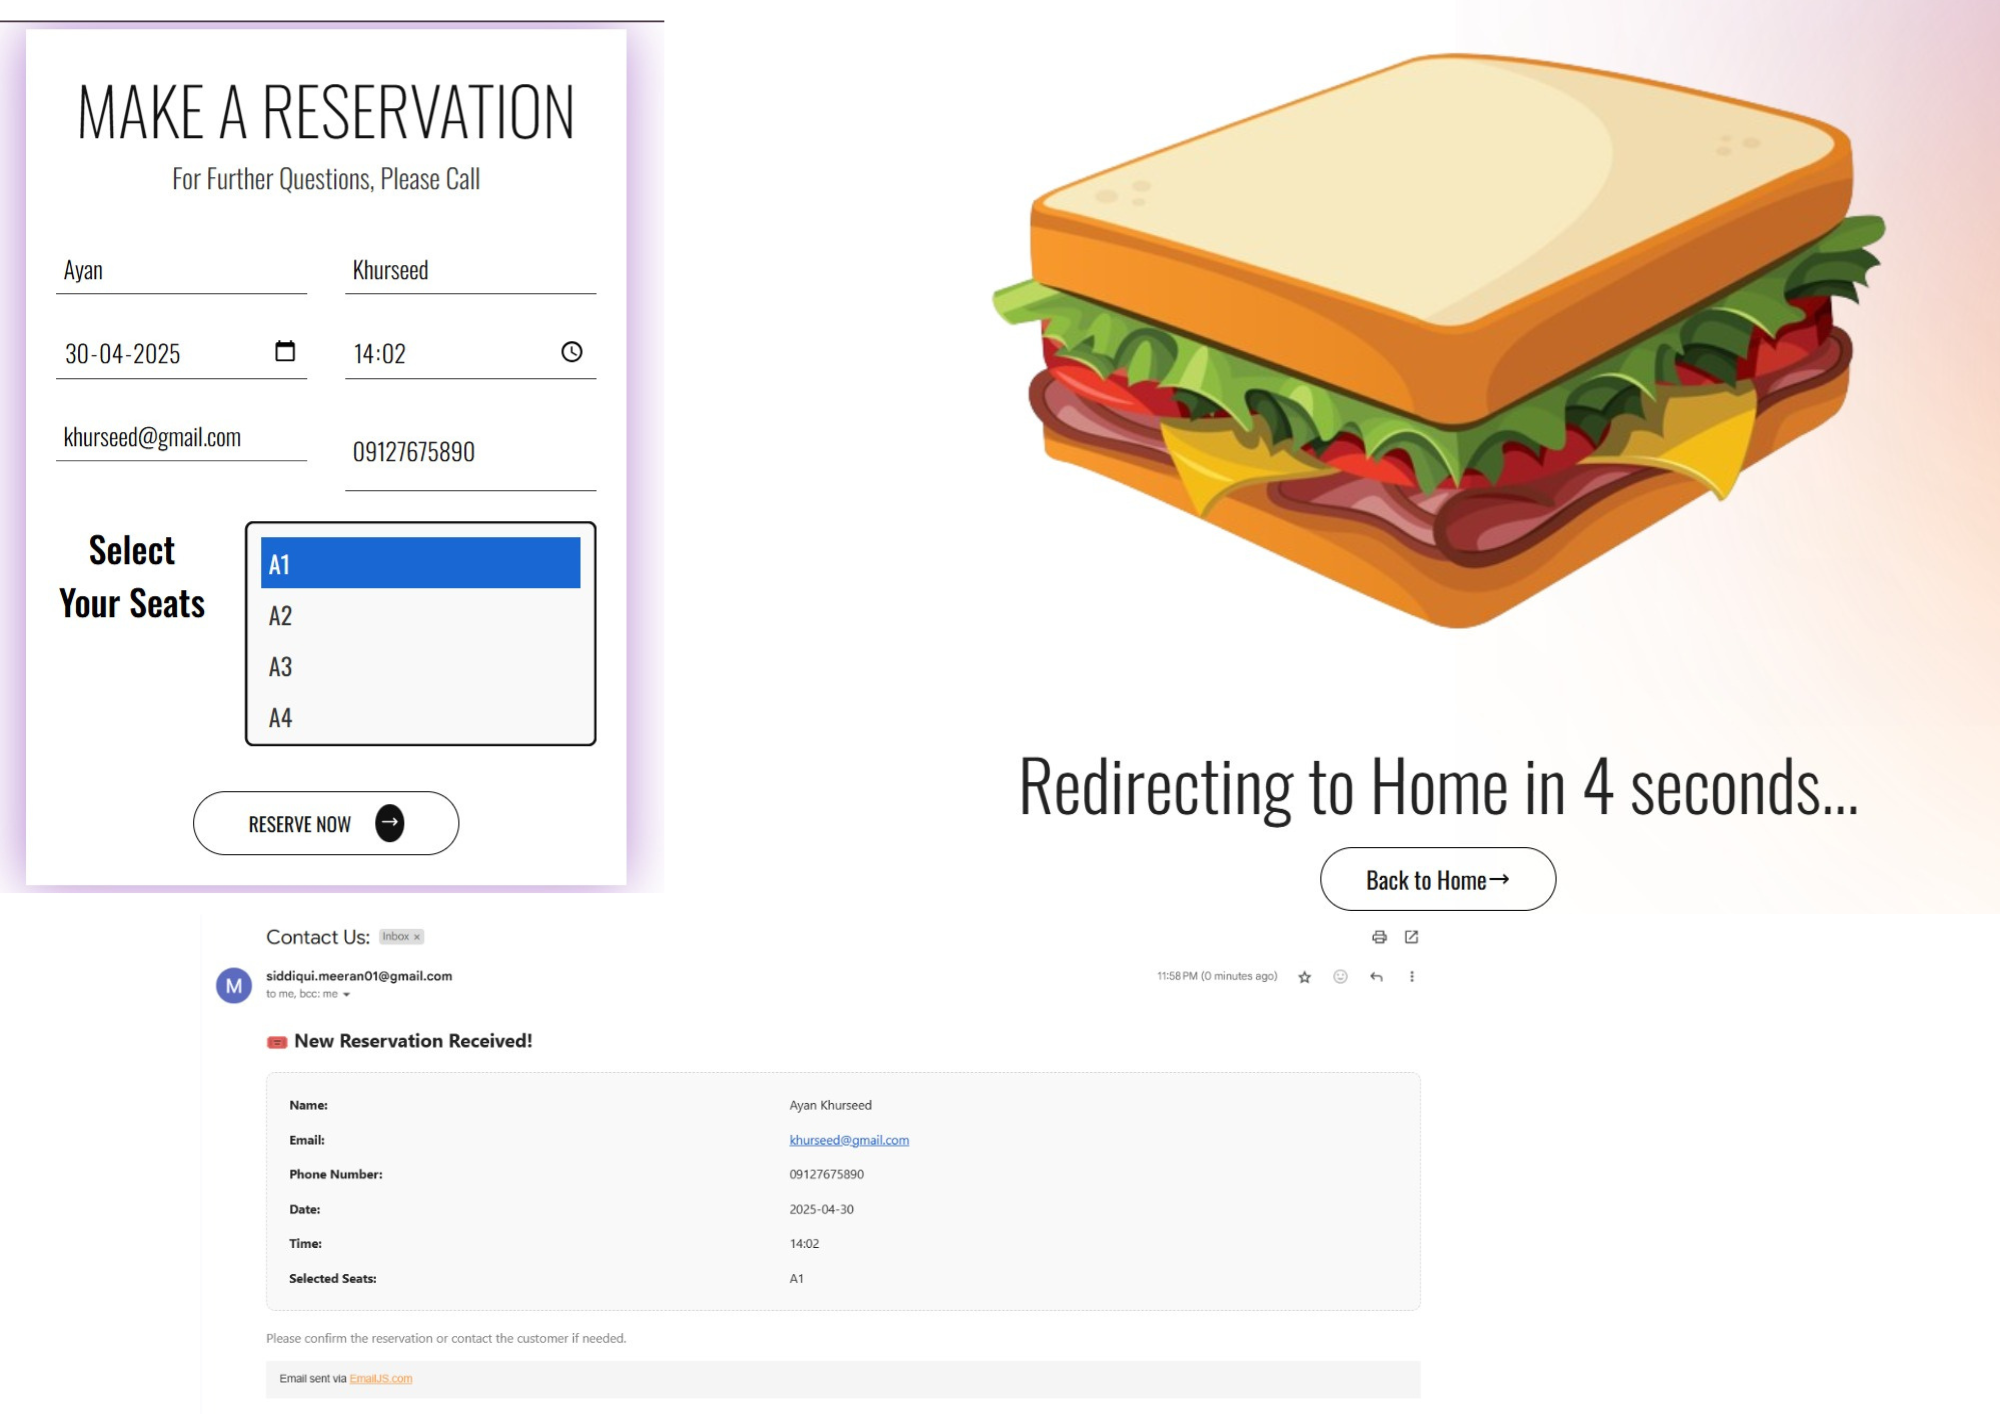 MAKE A RESERVATION
For Further Questions, Please Call
Ayan
Khurseed
30-04-2025
14:02
khurseed@gmail.com
09127675890
Select
Your Seats
A1
A2
A3
A4
RESERVE NOW
Redirecting to Home in 4 seconds...
Back to Home
Contact Us: Inbox ×
M
siddiqui.meeran01@gmail.com
11:58 PM (0 minutes ago)
to me, bcc: me
New Reservation Received!
Name: Ayan Khurseed
Email: khurseed@gmail.com
Phone Number: 09127675890
Date: 2025-04-30
Time: 14:02
Selected Seats: A1
Please confirm the reservation or contact the customer if needed.
Email sent via EmailJS.com